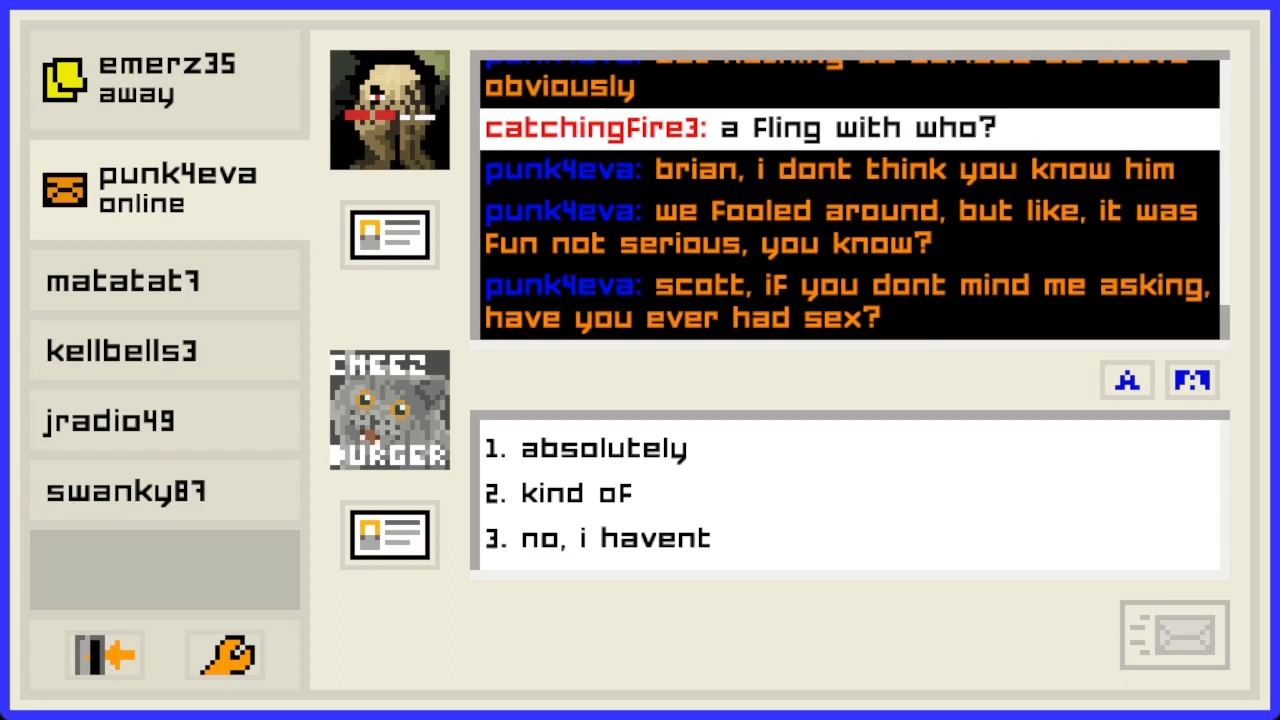 emerz35
away
punk4eva
online
matatat7
kellbells3
jradio49
swanky87
obviously
catchingFire3: a fling with who?
punk4eva: brian, i dont think you know him
punk4eva: we fooled around, but like, it was
fun not serious, you know?
punk4eva: scott, if you dont mind me asking,
have you ever had sex?
CHEEZ
BURGER
A
1. absolutely
2. kind of
3. no, i havent